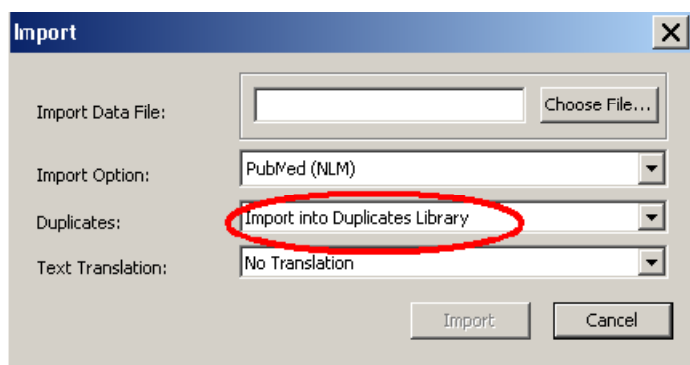 Import
Import Data File:
Choose File...
Import Option:
PubMed (NLM)
Duplicates:
Import into Duplicates Library
Text Translation:
No Translation
Import
Cancel